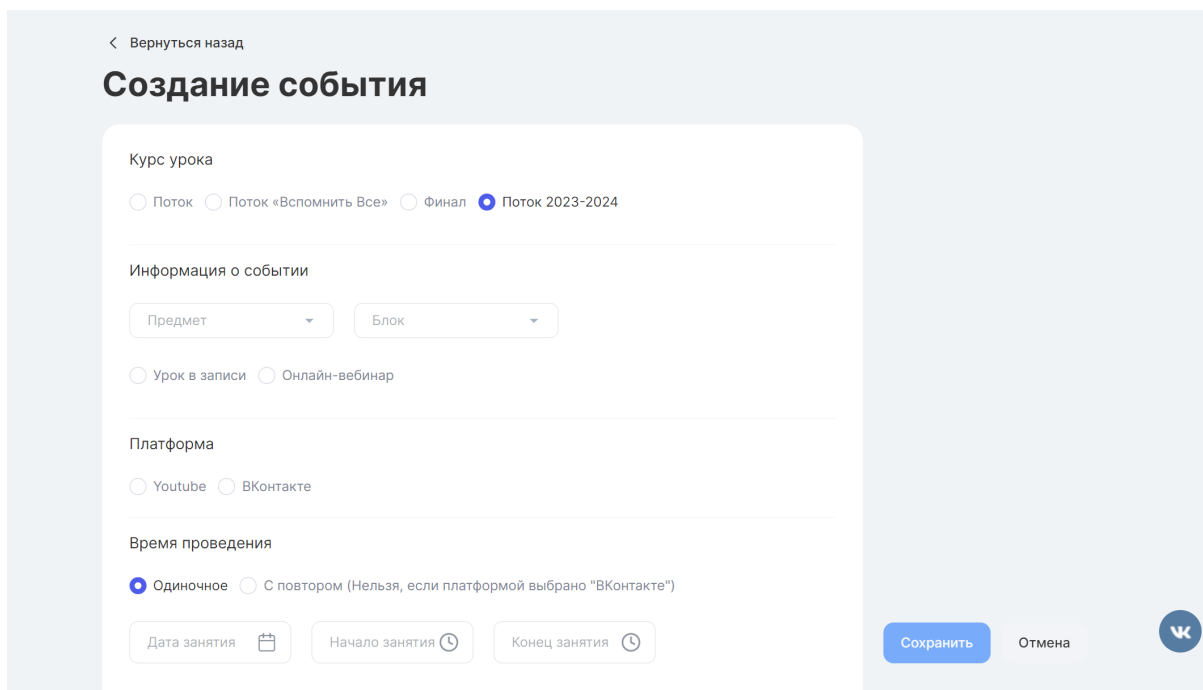 Вернуться назад
Создание события
Курс урока
Поток Поток «Вспомнить Все» Финал Поток 2023-2024
Информация о событии
Предмет Блок
Урок в записи Онлайн-вебинар
Платформа
Youtube ВКонтакте
Время проведения
Одиночное С повтором (Нельзя, если платформой выбрано "ВКонтакте")
Дата занятия Начало занятия Конец занятия
Сохранить Отмена